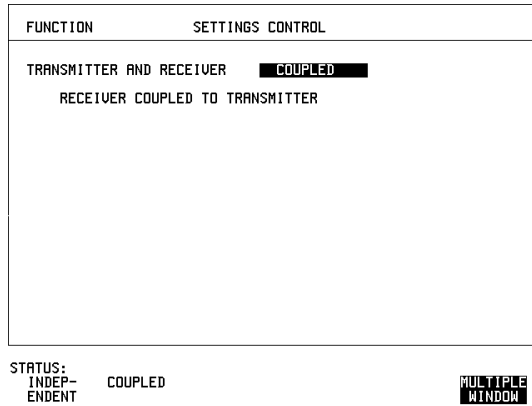 FUNCTION SETTINGS CONTROL
TRANSMITTER AND RECEIVER COUPLED
RECEIVER COUPLED TO TRANSMITTER
STATUS:
INDEP- COUPLED MULTIPLE
ENDENT WINDOW